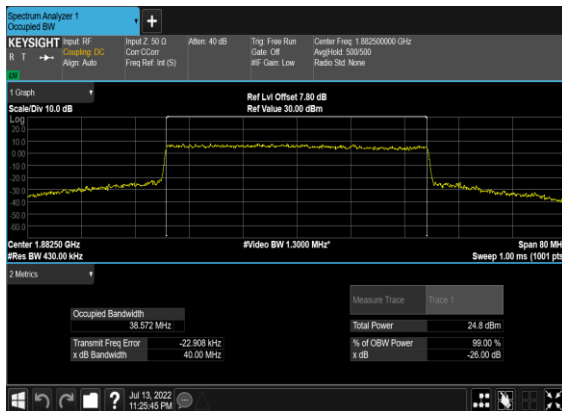 Spectrum Analyzer 1
Occupied BW
KEYSIGHT Input: RF Input Z: 50 Ω Atten: 40 dB Trig: Free Run Center Freq: 1.882500000 GHz
R T Coupling: DC Corr CCorr Gate: Off Avg|Hold: 500/500
Align: Auto Freq Ref: Int (S) #IF Gain: Low Radio Std: None
1 Graph
Ref Lvl Offset 7.80 dB
Scale/Div 10.0 dB Ref Value 30.00 dBm
Log
20.0
10.0
0.00
-10.0
-20.0
-30.0
-40.0
-50.0
-60.0
Center 1.88250 GHz #Video BW 1.3000 MHz* Span 80 MH
#Res BW 430.00 kHz Sweep 1.00 ms (1001 pts
2 Metrics
Measure Trace Trace 1
Occupied Bandwidth
38.572 MHz
Total Power 24.8 dBm
Transmit Freq Error -22.908 kHz % of OBW Power 99.00 %
x dB Bandwidth 40.00 MHz x dB -26.00 dB
Jul 13, 2022
11:25:45 PM